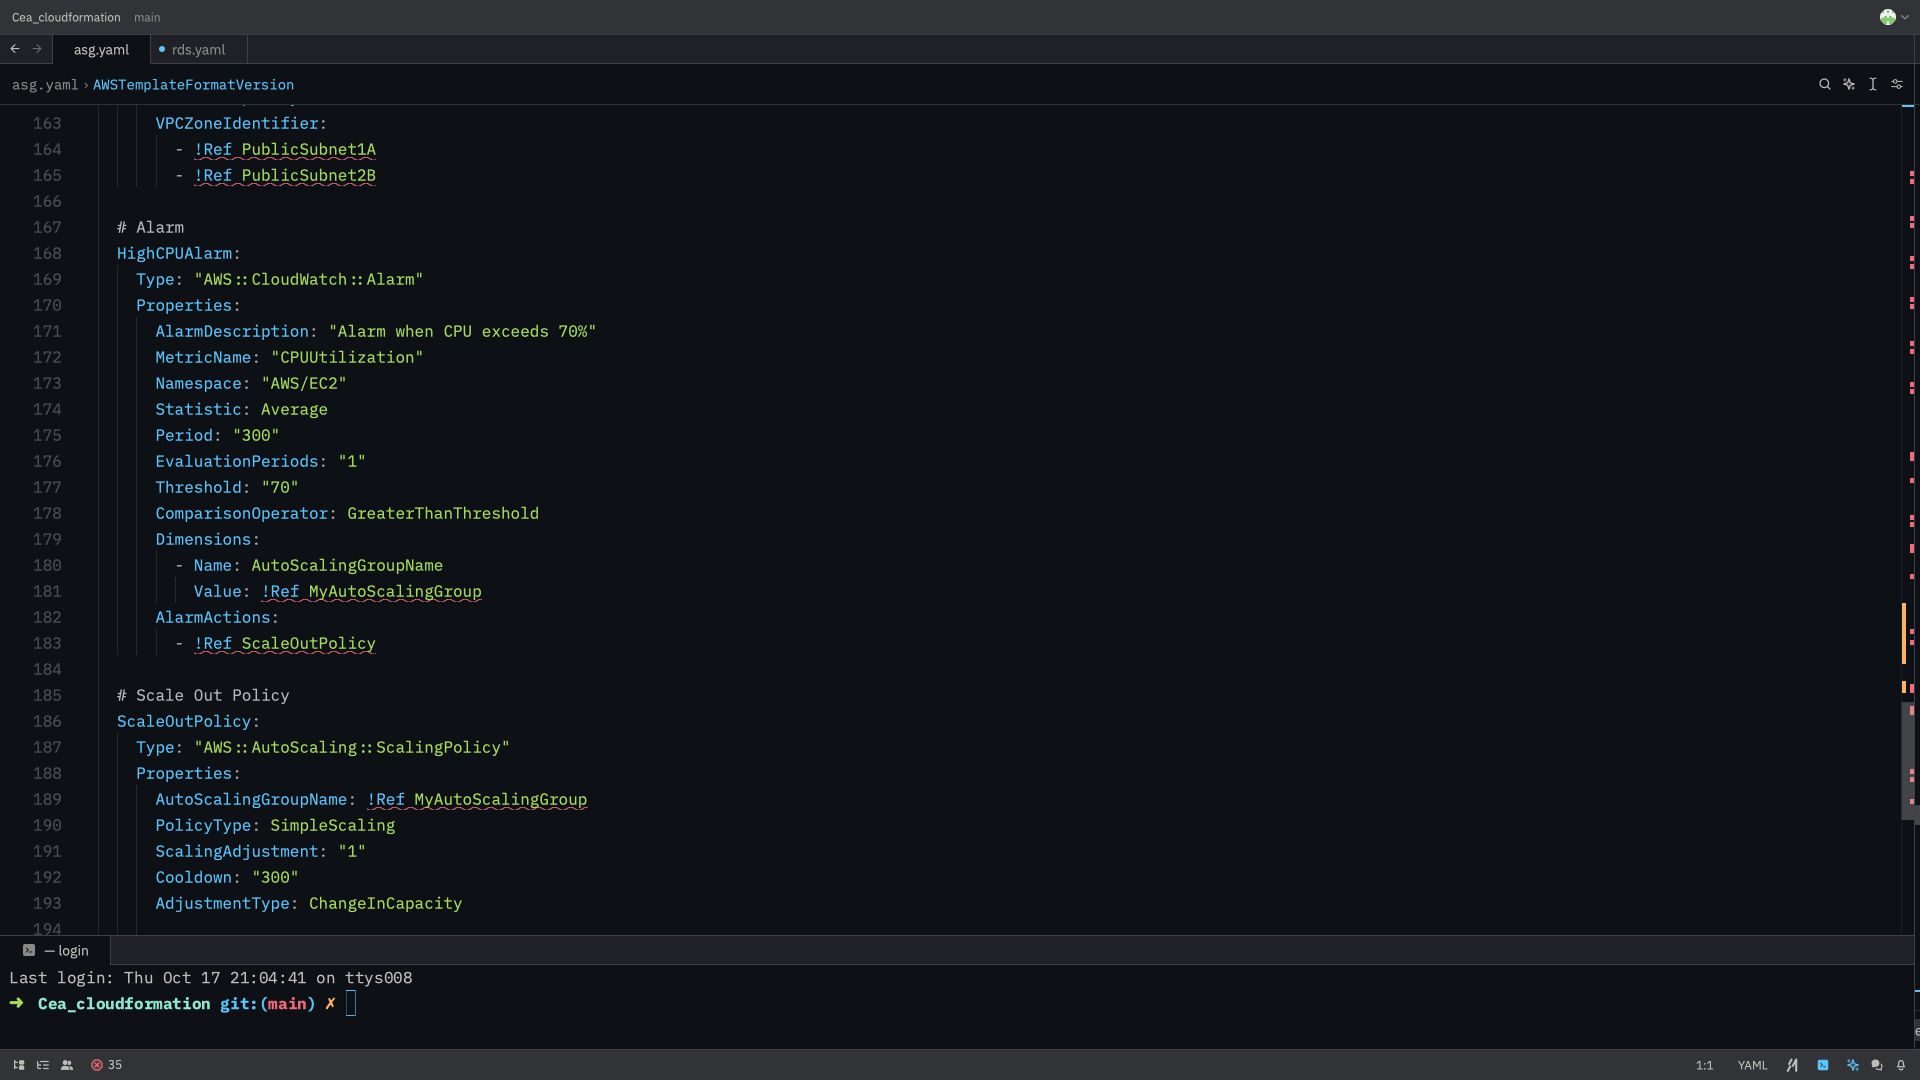 Cea_cloudformation main
asg.yaml rds.yaml
asg.yaml › AWSTemplateFormatVersion
163 VPCZoneIdentifier:
164 - !Ref PublicSubnet1A
165 - !Ref PublicSubnet2B
166
167 # Alarm
168 HighCPUAlarm:
169 Type: "AWS::CloudWatch::Alarm"
170 Properties:
171 AlarmDescription: "Alarm when CPU exceeds 70%"
172 MetricName: "CPUUtilization"
173 Namespace: "AWS/EC2"
174 Statistic: Average
175 Period: "300"
176 EvaluationPeriods: "1"
177 Threshold: "70"
178 ComparisonOperator: GreaterThanThreshold
179 Dimensions:
180 - Name: AutoScalingGroupName
181 Value: !Ref MyAutoScalingGroup
182 AlarmActions:
183 - !Ref ScaleOutPolicy
184
185 # Scale Out Policy
186 ScaleOutPolicy:
187 Type: "AWS::AutoScaling::ScalingPolicy"
188 Properties:
189 AutoScalingGroupName: !Ref MyAutoScalingGroup
190 PolicyType: SimpleScaling
191 ScalingAdjustment: "1"
192 Cooldown: "300"
193 AdjustmentType: ChangeInCapacity
194
— login
Last login: Thu Oct 17 21:04:41 on ttys008
➜ Cea_cloudformation git:(main) ✗
35 1:1 YAML